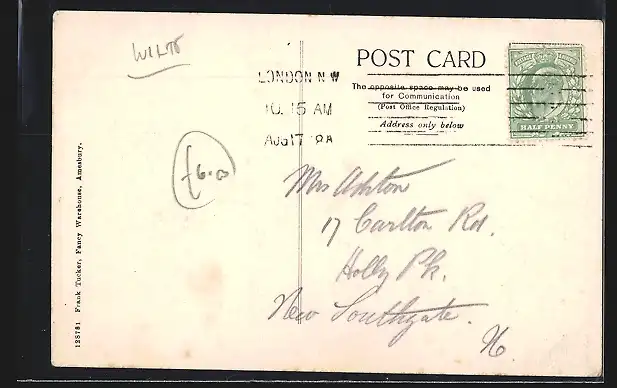 WILTS
POST CARD
The opposite space may be used
for Communication
(Post Office Regulation)
Address only below
LONDON N W
10. 15 AM
AUG 17 08
HALF PENNY
£6.00
Mrs Ashton
17 Carlton Rd.
Holly Pk.
New Southgate.
N.
128781 Frank Tucker, Fancy Warehouse, Amesbury.